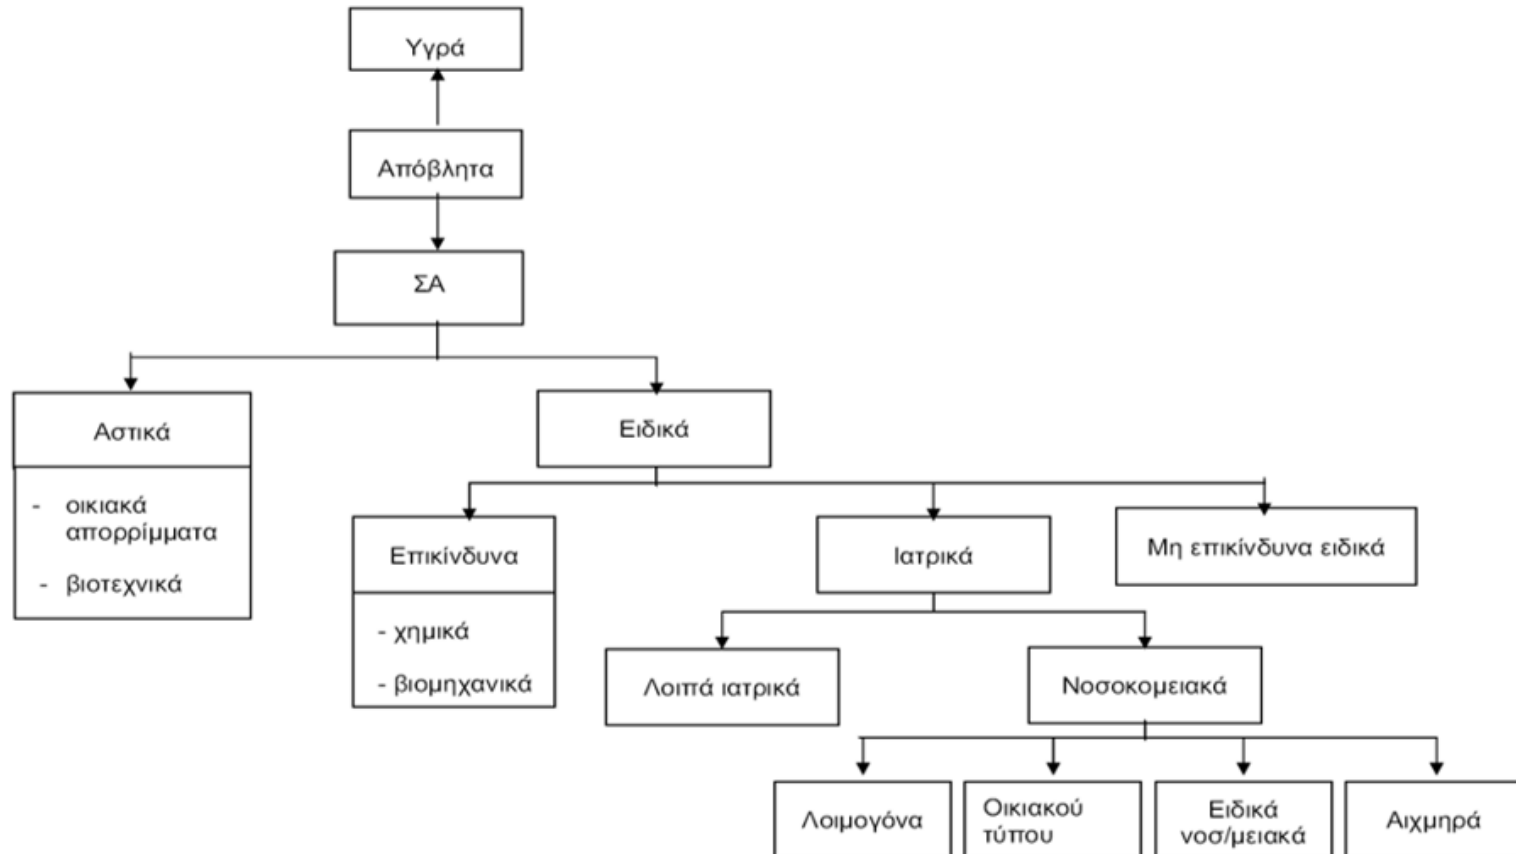 Υγρά
Απόβλητα
ΣΑ
Αστικά
- οικιακά
απορρίμματα
- βιοτεχνικά
Ειδικά
Επικίνδυνα
- χημικά
- βιομηχανικά
Ιατρικά
Μη επικίνδυνα ειδικά
Λοιπά ιατρικά
Νοσοκομειακά
Λοιμογόνα
Οικιακού
τύπου
Ειδικά
νοσ/μειακά
Αιχμηρά